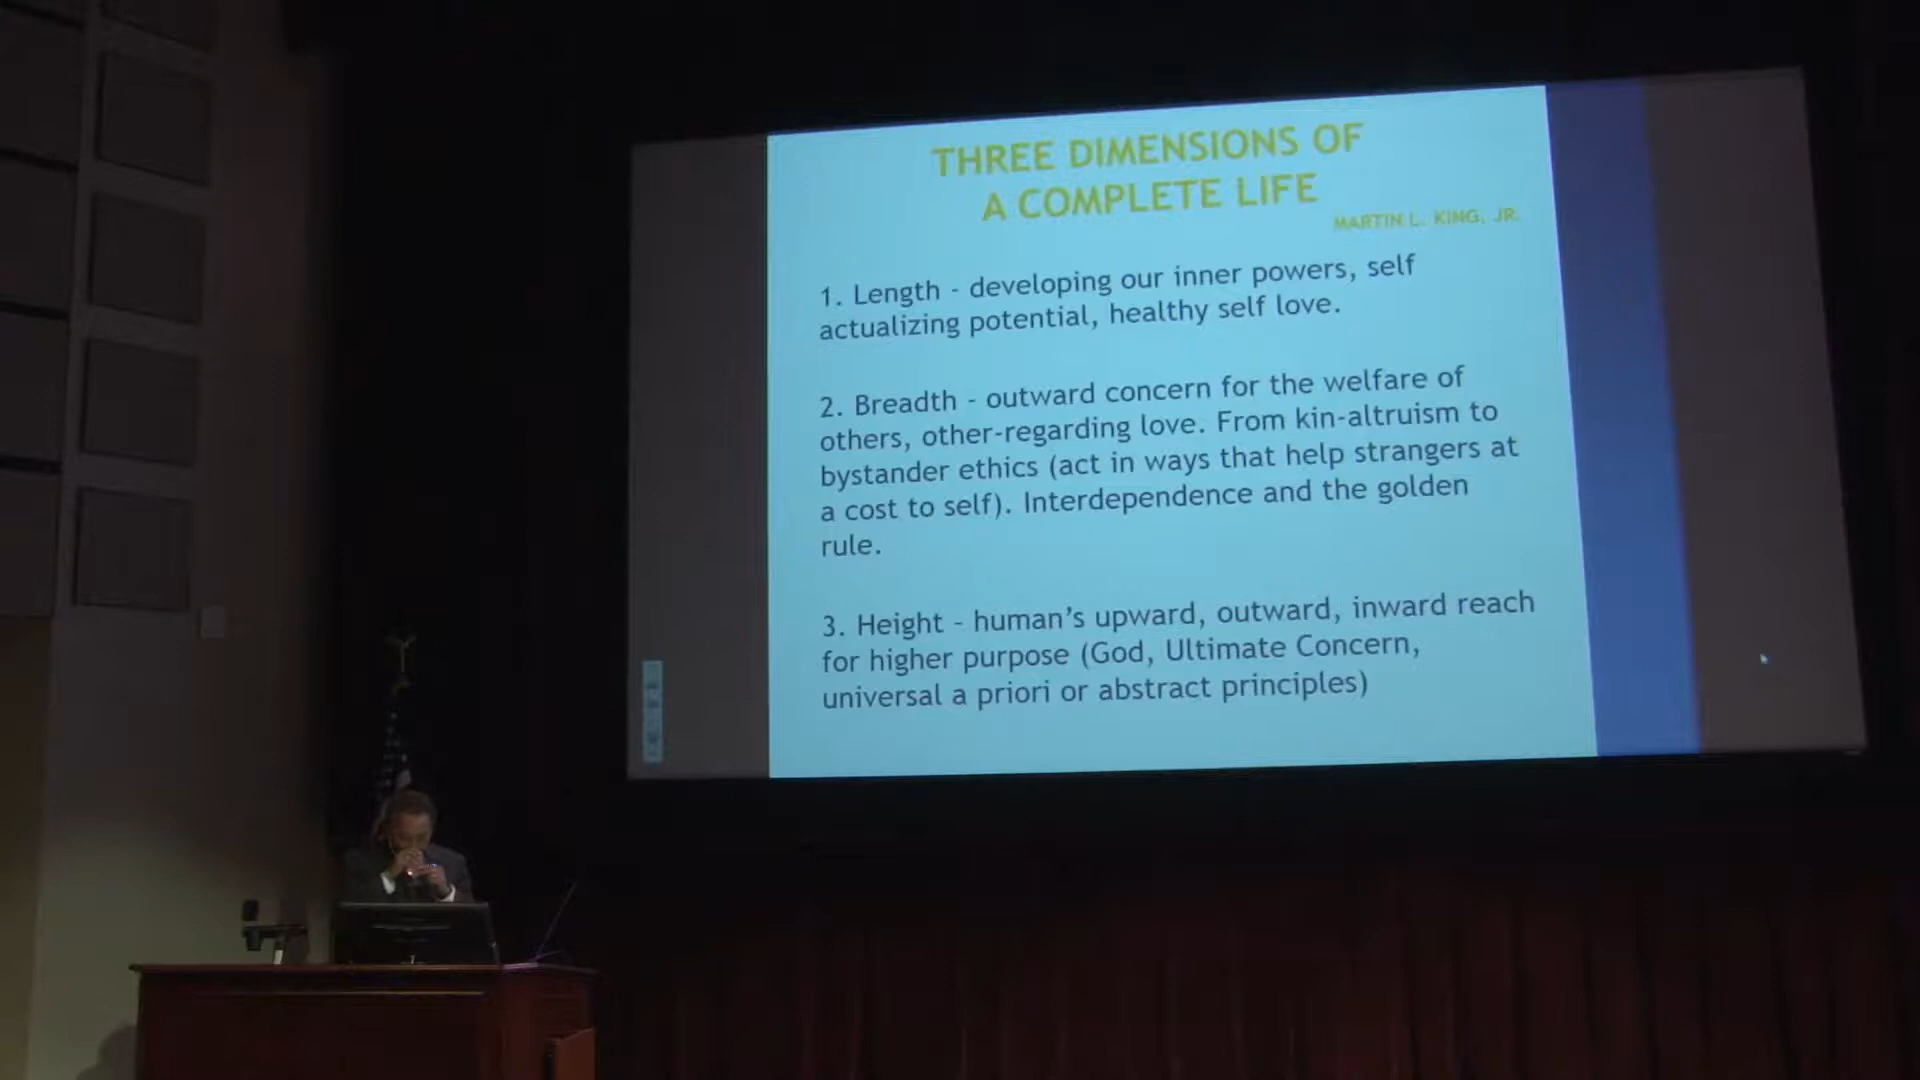 THREE DIMENSIONS OF
A COMPLETE LIFE
MARTIN L. KING, JR.
1. Length - developing our inner powers, self
actualizing potential, healthy self love.
2. Breadth - outward concern for the welfare of
others, other-regarding love. From kin-altruism to
bystander ethics (act in ways that help strangers at
a cost to self). Interdependence and the golden
rule.
3. Height - human’s upward, outward, inward reach
for higher purpose (God, Ultimate Concern,
universal a priori or abstract principles)